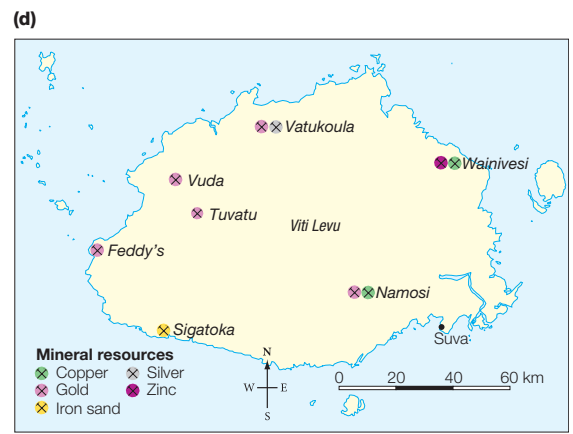 (d)
Vatukoula
Wainivesi
Vuda
Tuvatu
Viti Levu
Feddy's
Namosi
Sigatoka
Suva
Mineral resources
Copper
Silver
Gold
Zinc
Iron sand
N
W
E
S
0 20 40 60 km